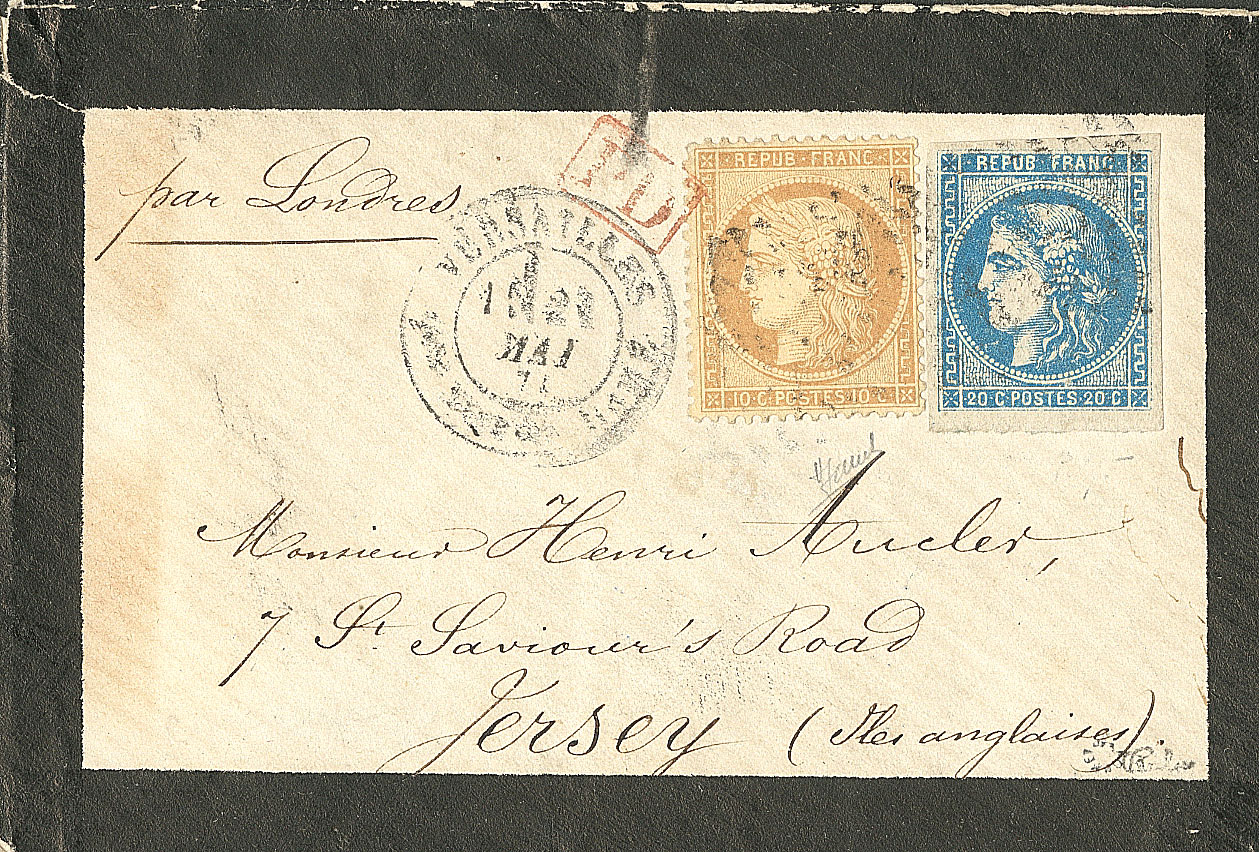 par Londres
PD
VERSAILLES
21
MAI
71
REPUB·FRANC
10·C·POSTES·10·C
REPUB·FRANC
20·C·POSTES·20·C
Monsieur Henri Aucler,
7 St Saviour's Road
Jersey (Iles anglaises).